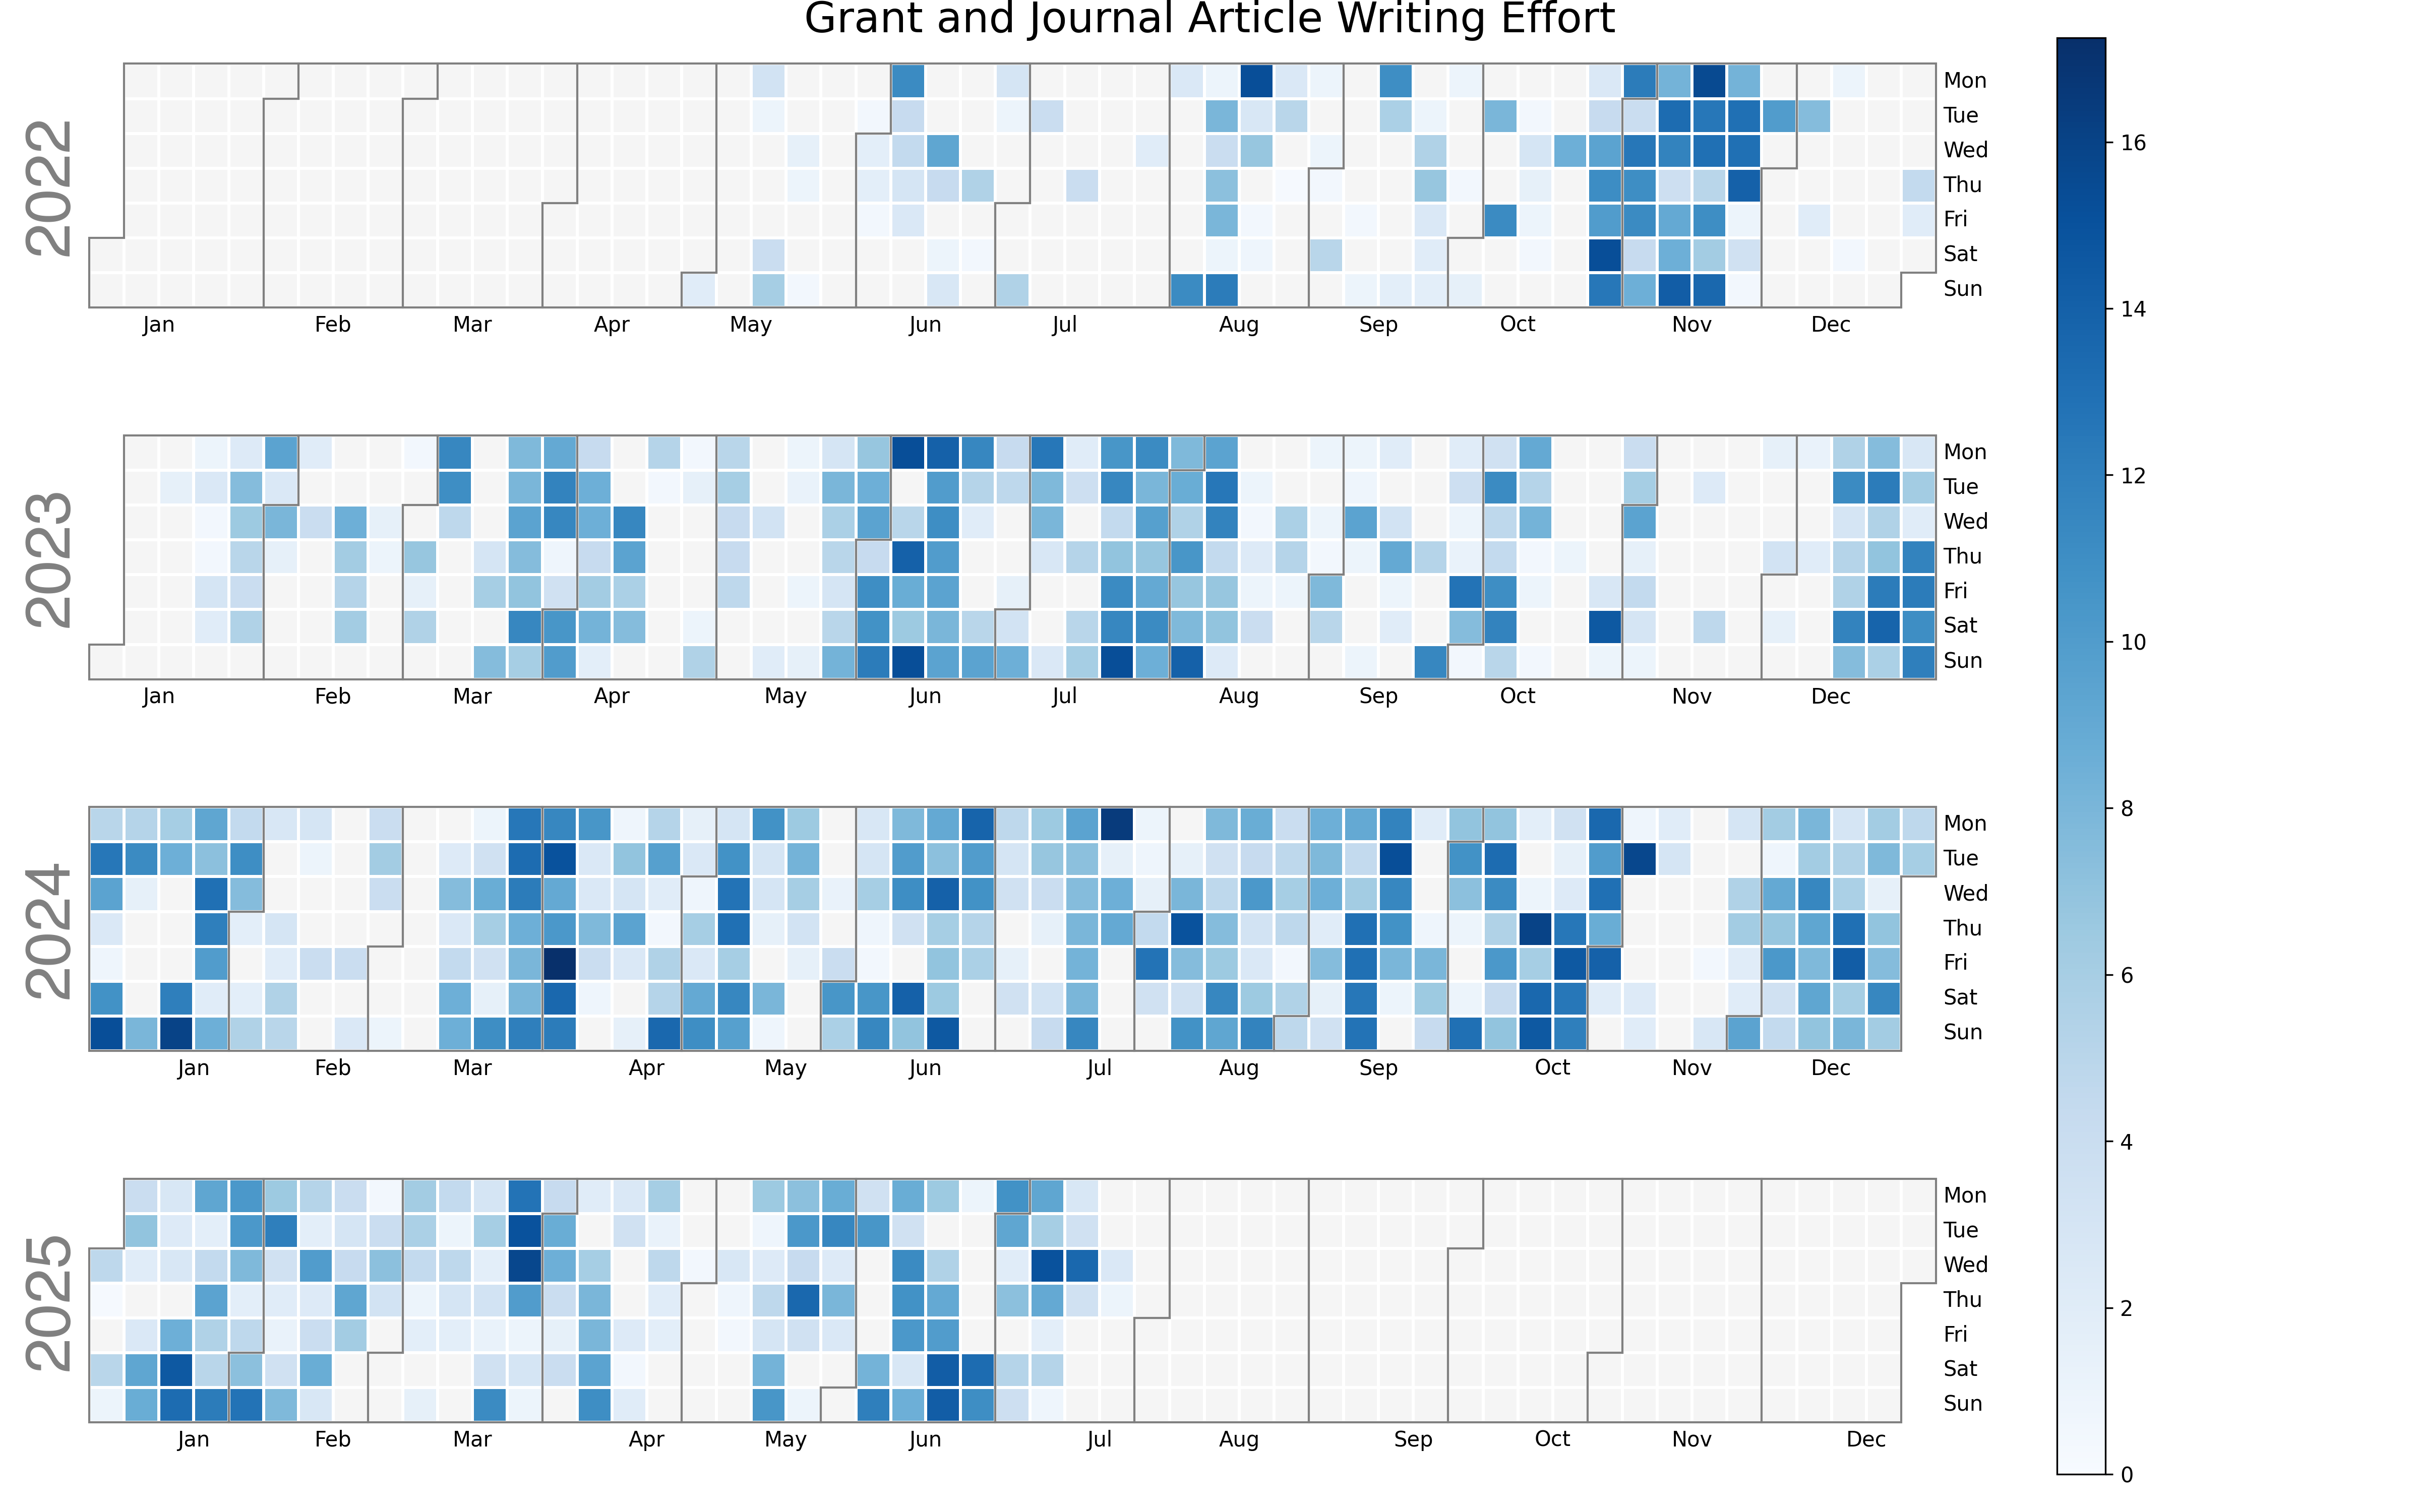 Grant and Journal Article Writing Effort
2022
Mon
Tue
Wed
Thu
Fri
Sat
Sun
Jan Feb Mar Apr May Jun Jul Aug Sep Oct Nov Dec
2023
Mon
Tue
Wed
Thu
Fri
Sat
Sun
Jan Feb Mar Apr May Jun Jul Aug Sep Oct Nov Dec
2024
Mon
Tue
Wed
Thu
Fri
Sat
Sun
Jan Feb Mar Apr May Jun Jul Aug Sep Oct Nov Dec
2025
Mon
Tue
Wed
Thu
Fri
Sat
Sun
Jan Feb Mar Apr May Jun Jul Aug Sep Oct Nov Dec
16
14
12
10
8
6
4
2
0